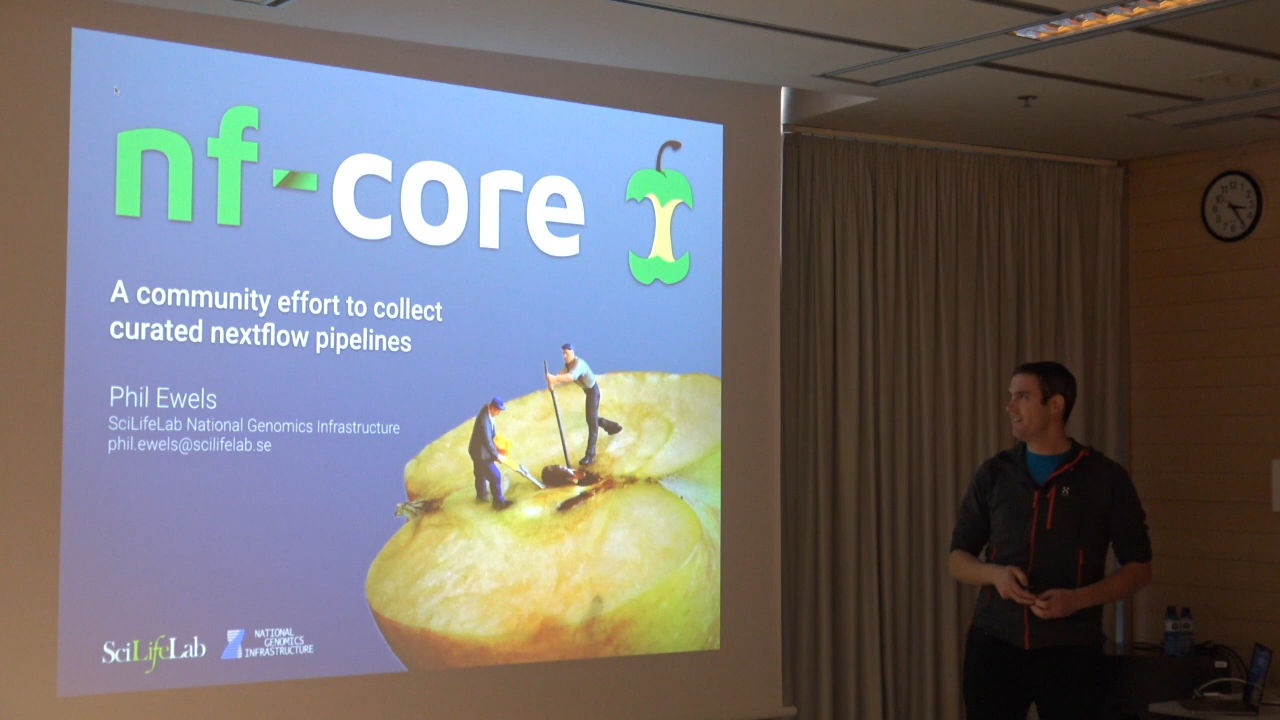 nf-core
A community effort to collect
curated nextflow pipelines
Phil Ewels
SciLifeLab National Genomics Infrastructure
phil.ewels@scilifelab.se
SciLifeLab
NATIONAL
GENOMICS
INFRASTRUCTURE